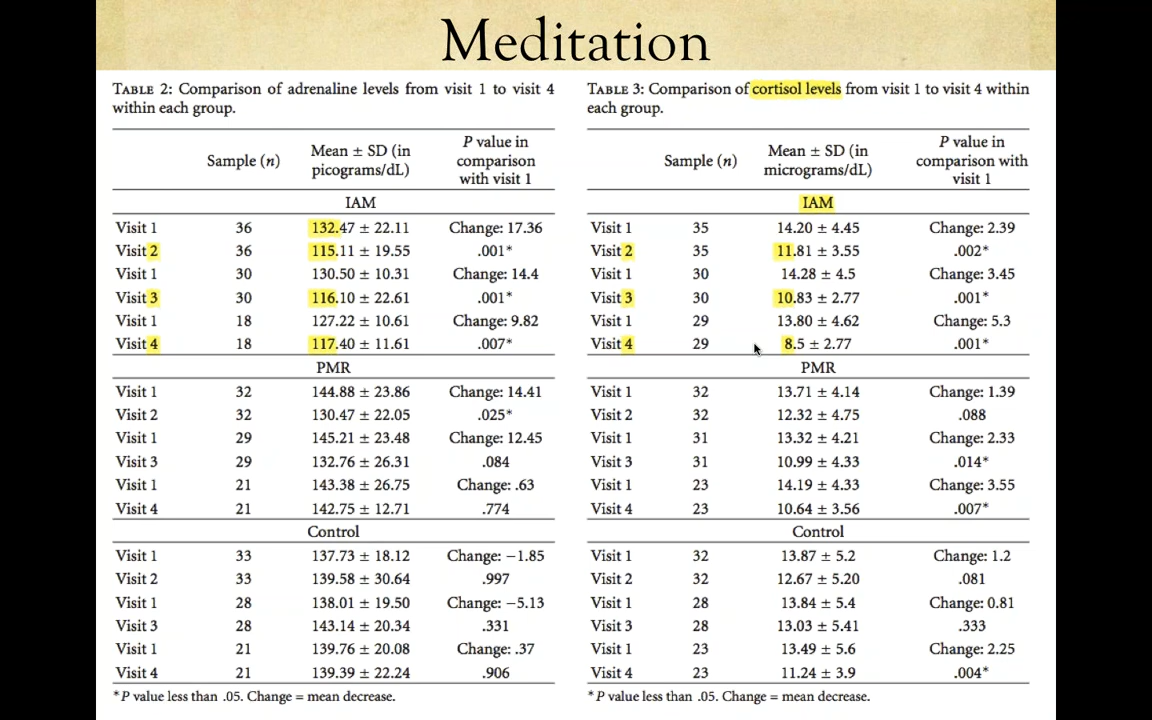 Meditation
TABLE 2: Comparison of adrenaline levels from visit 1 to visit 4
within each group.
Sample (n) Mean ± SD (in picograms/dL) P value in comparison with visit 1
IAM
Visit 1 36 132.47 ± 22.11 Change: 17.36
Visit 2 36 115.11 ± 19.55 .001*
Visit 1 30 130.50 ± 10.31 Change: 14.4
Visit 3 30 116.10 ± 22.61 .001*
Visit 1 18 127.22 ± 10.61 Change: 9.82
Visit 4 18 117.40 ± 11.61 .007*
PMR
Visit 1 32 144.88 ± 23.86 Change: 14.41
Visit 2 32 130.47 ± 22.05 .025*
Visit 1 29 145.21 ± 23.48 Change: 12.45
Visit 3 29 132.76 ± 26.31 .084
Visit 1 21 143.38 ± 26.75 Change: .63
Visit 4 21 142.75 ± 12.71 .774
Control
Visit 1 33 137.73 ± 18.12 Change: −1.85
Visit 2 33 139.58 ± 30.64 .997
Visit 1 28 138.01 ± 19.50 Change: −5.13
Visit 3 28 143.14 ± 20.34 .331
Visit 1 21 139.76 ± 20.08 Change: .37
Visit 4 21 139.39 ± 22.24 .906
*P value less than .05. Change = mean decrease.
TABLE 3: Comparison of cortisol levels from visit 1 to visit 4 within
each group.
Sample (n) Mean ± SD (in micrograms/dL) P value in comparison with visit 1
IAM
Visit 1 35 14.20 ± 4.45 Change: 2.39
Visit 2 35 11.81 ± 3.55 .002*
Visit 1 30 14.28 ± 4.5 Change: 3.45
Visit 3 30 10.83 ± 2.77 .001*
Visit 1 29 13.80 ± 4.62 Change: 5.3
Visit 4 29 8.5 ± 2.77 .001*
PMR
Visit 1 32 13.71 ± 4.14 Change: 1.39
Visit 2 32 12.32 ± 4.75 .088
Visit 1 31 13.32 ± 4.21 Change: 2.33
Visit 3 31 10.99 ± 4.33 .014*
Visit 1 23 14.19 ± 4.33 Change: 3.55
Visit 4 23 10.64 ± 3.56 .007*
Control
Visit 1 32 13.87 ± 5.2 Change: 1.2
Visit 2 32 12.67 ± 5.20 .081
Visit 1 28 13.84 ± 5.4 Change: 0.81
Visit 3 28 13.03 ± 5.41 .333
Visit 1 23 13.49 ± 5.6 Change: 2.25
Visit 4 23 11.24 ± 3.9 .004*
*P value less than .05. Change = mean decrease.